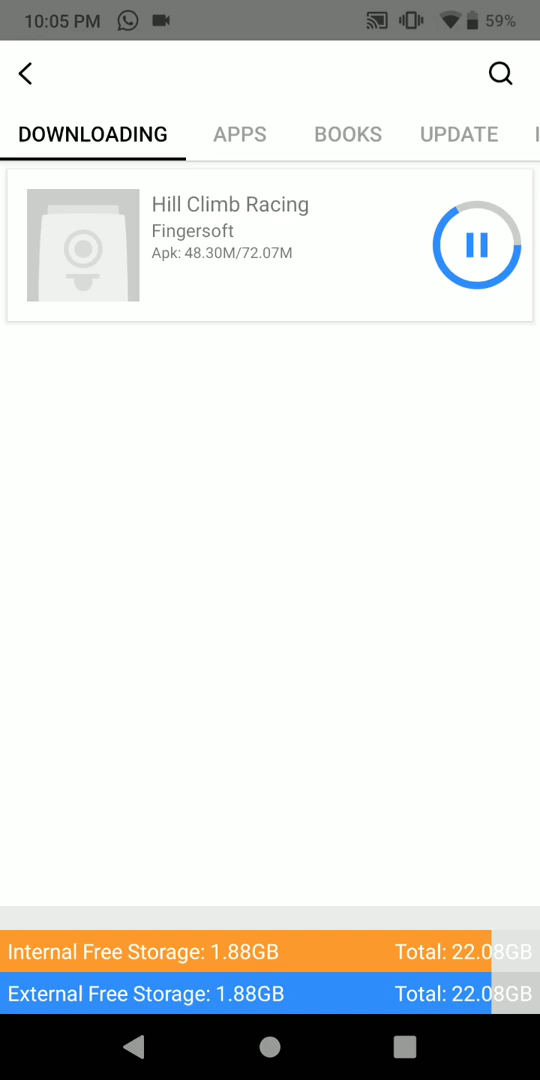 10:05 PM
59%
DOWNLOADING APPS BOOKS UPDATE
Hill Climb Racing
Fingersoft
Apk: 48.30M/72.07M
Internal Free Storage: 1.88GB Total: 22.08GB
External Free Storage: 1.88GB Total: 22.08GB